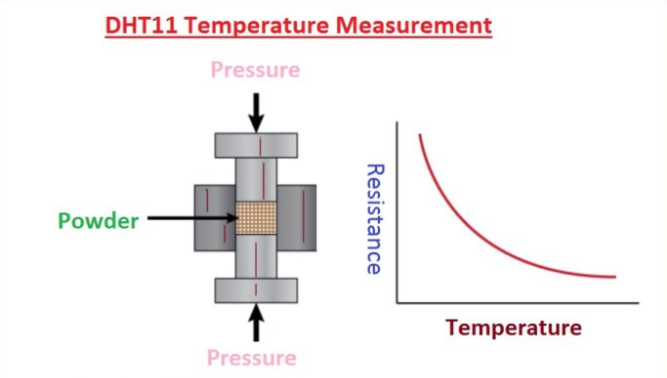 DHT11 Temperature Measurement
Pressure
Powder
Pressure
Resistance
Temperature